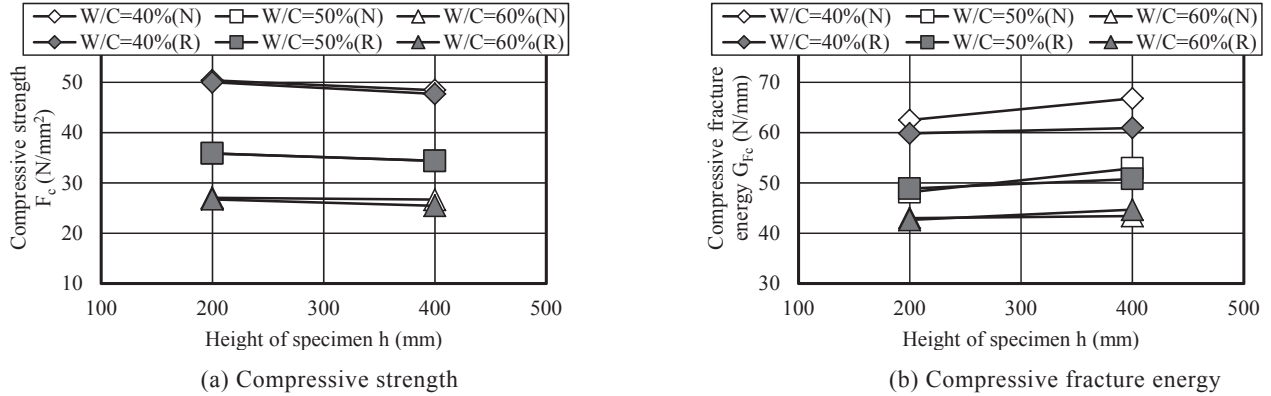 W/C=40%(N) W/C=50%(N) W/C=60%(N)
W/C=40%(R) W/C=50%(R) W/C=60%(R)
Compressive strength
F_c (N/mm²)
50
40
30
20
10
100 200 300 400 500
Height of specimen h (mm)
(a) Compressive strength
W/C=40%(N) W/C=50%(N) W/C=60%(N)
W/C=40%(R) W/C=50%(R) W/C=60%(R)
Compressive fracture
energy G_Fc (N/mm)
70
60
50
40
30
100 200 300 400 500
Height of specimen h (mm)
(b) Compressive fracture energy